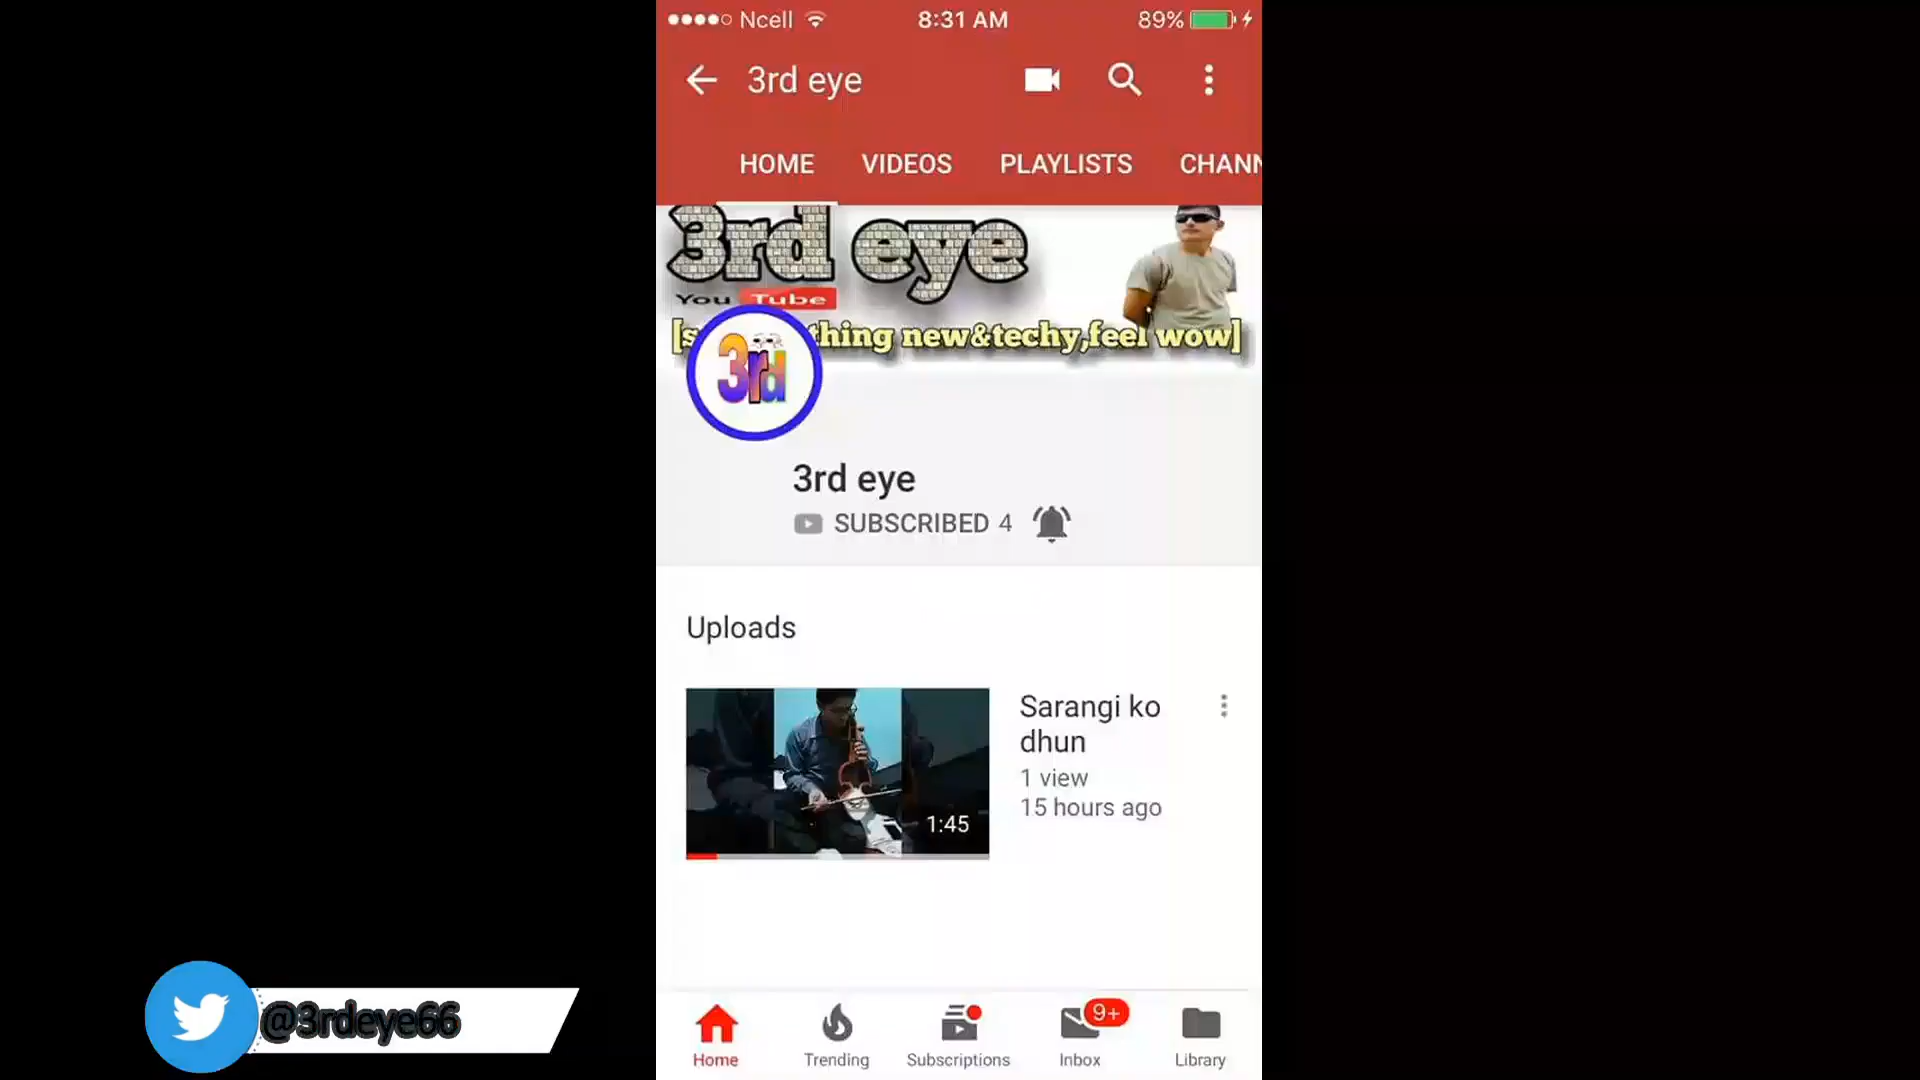 Ncell
8:31 AM
89%
3rd eye
HOME
VIDEOS
PLAYLISTS
CHANN
3rd eye
You Tube
thing new&techy,feel wow]
3rd
3rd eye
SUBSCRIBED 4
Uploads
Sarangi ko
dhun
1 view
15 hours ago
1:45
@3rdeye66
Home
Trending
Subscriptions
9+
Inbox
Library